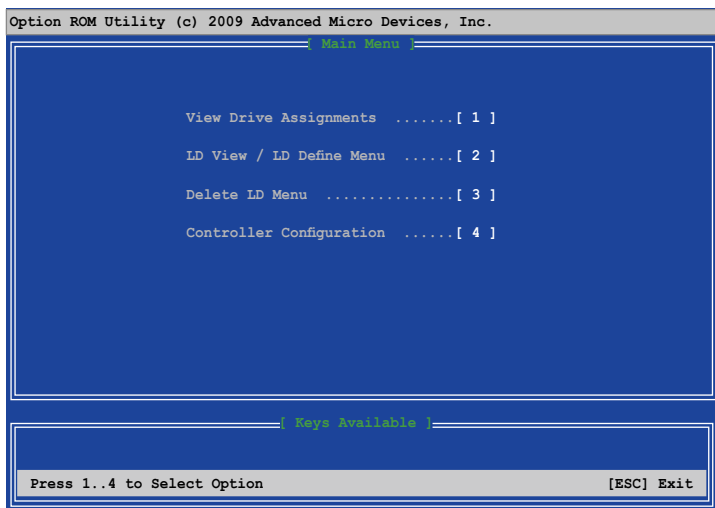 Option ROM Utility (c) 2009 Advanced Micro Devices, Inc.
[ Main Menu ]
View Drive Assignments .......[ 1 ]
LD View / LD Define Menu ......[ 2 ]
Delete LD Menu ...............[ 3 ]
Controller Configuration ......[ 4 ]
[ Keys Available ]
Press 1..4 to Select Option [ESC] Exit